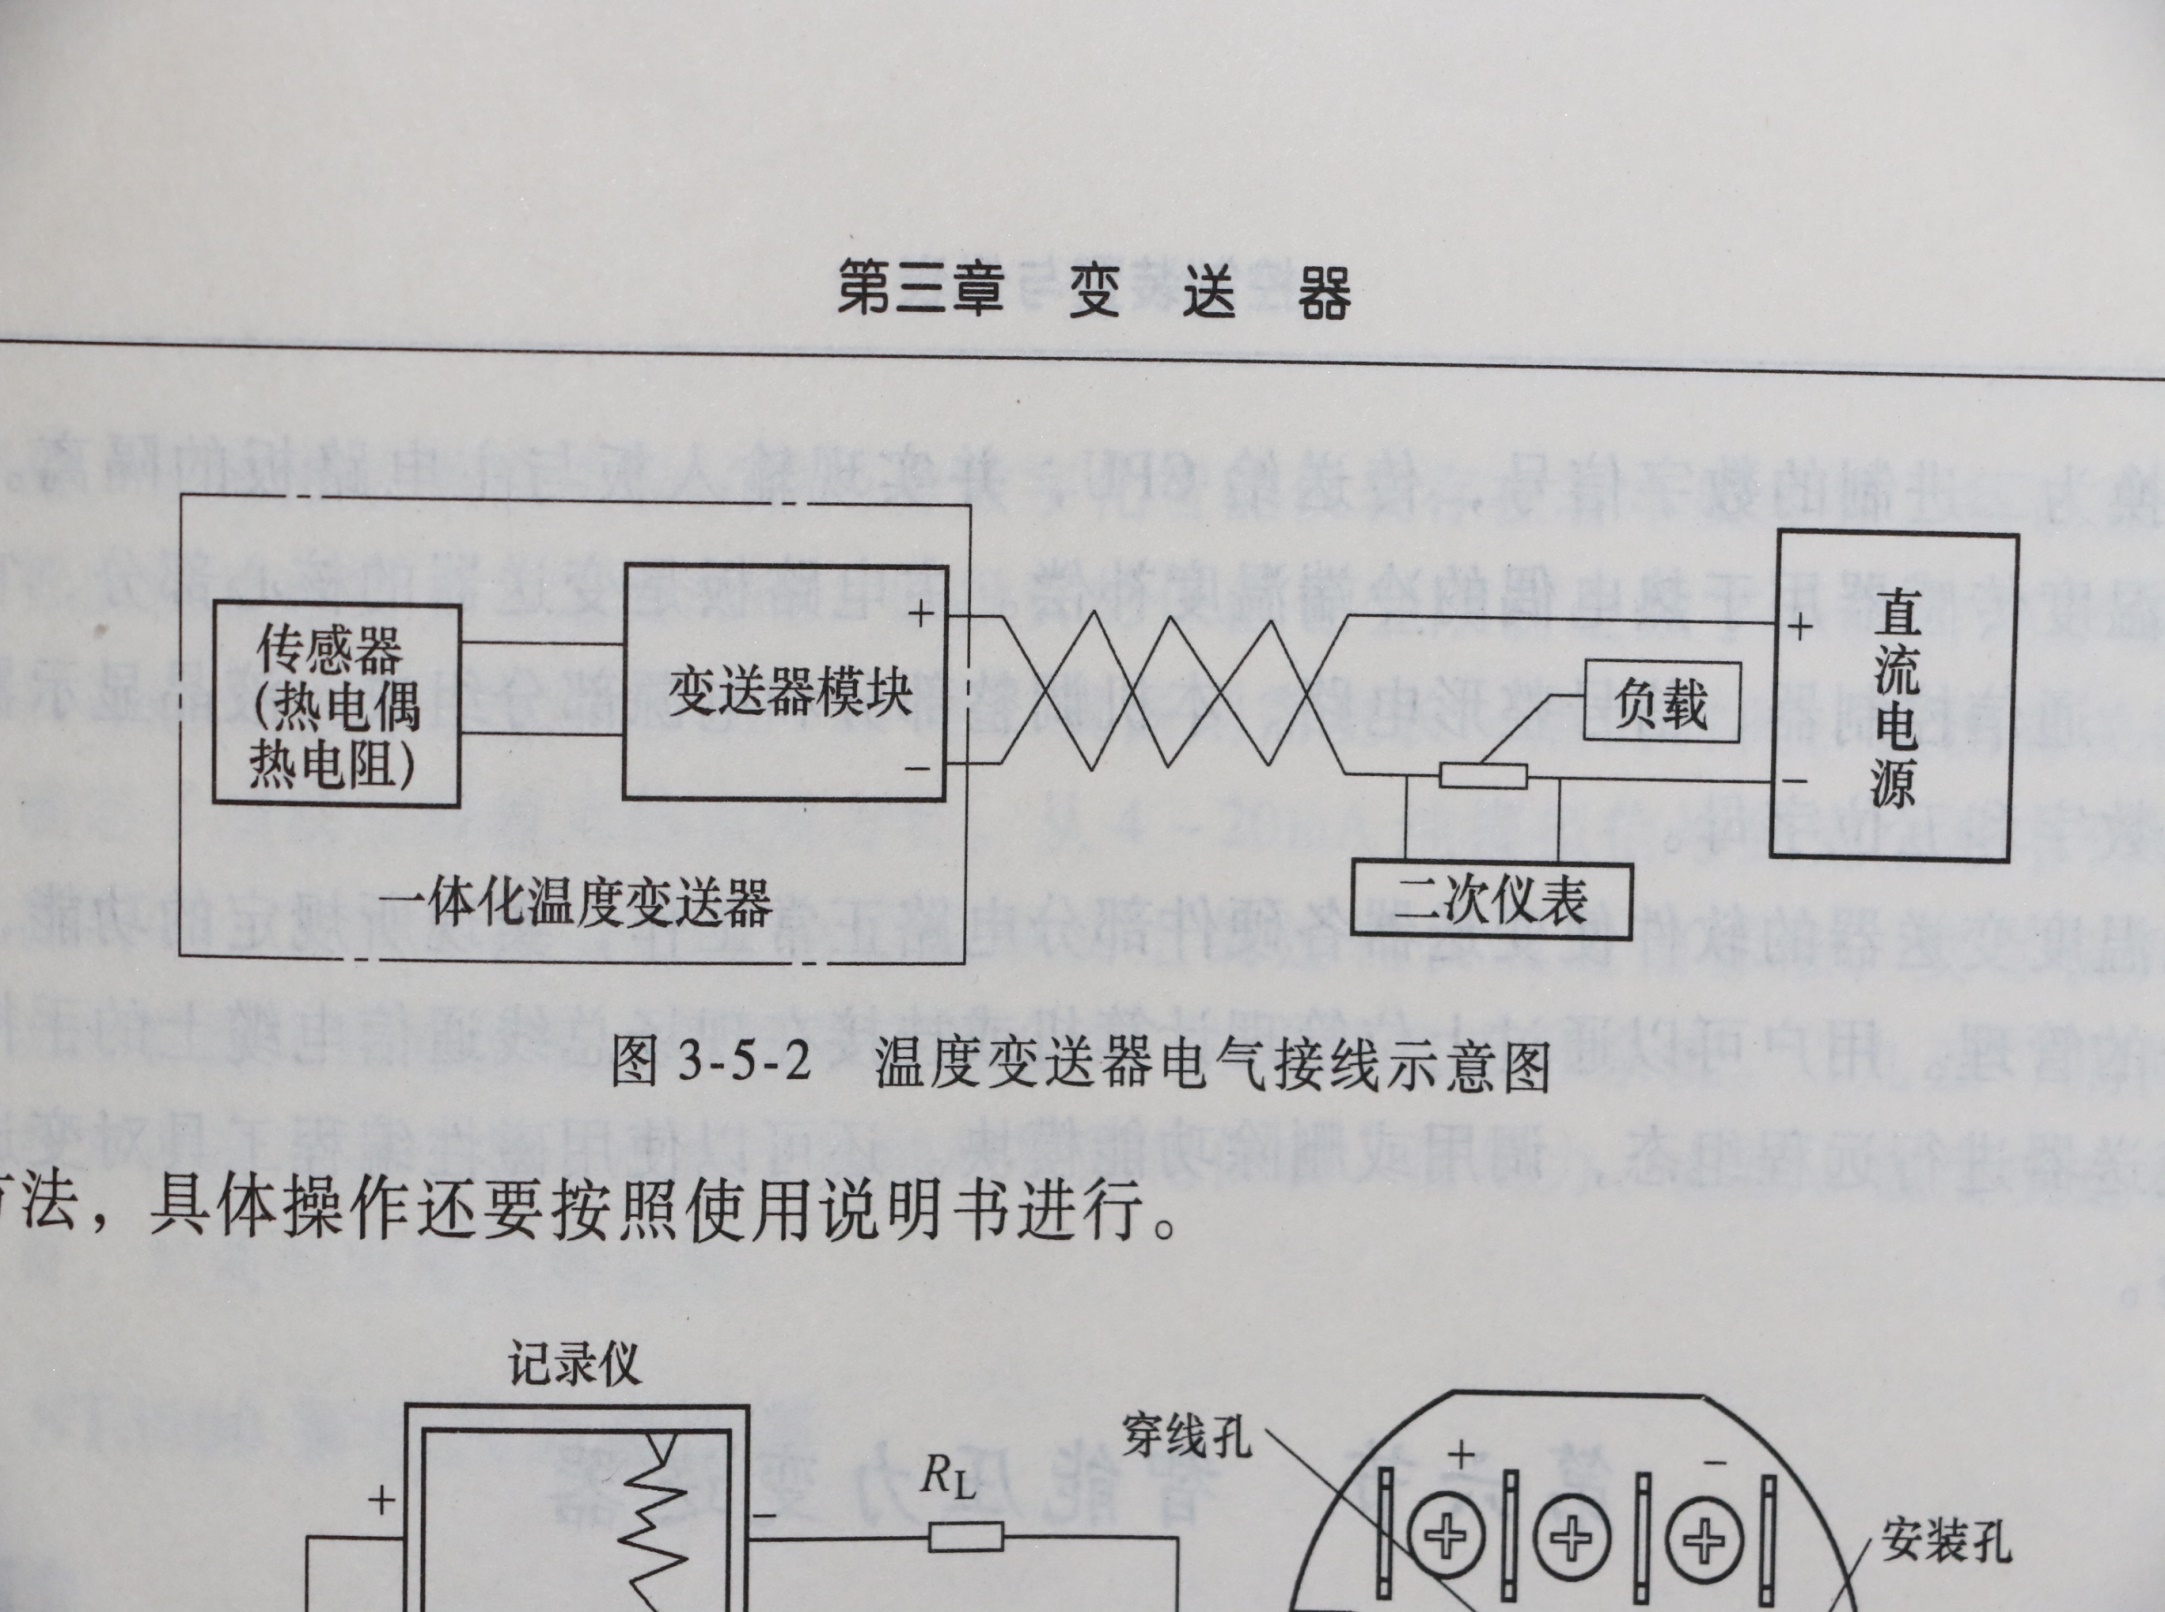 第三章 变 送 器
传感器
(热电偶
热电阻)
变送器模块
+
−
一体化温度变送器
负载
二次仪表
+
−
直流电源
图 3-5-2 温度变送器电气接线示意图
方法，具体操作还要按照使用说明书进行。
记录仪
+
−
RL
穿线孔
+
−
安装孔